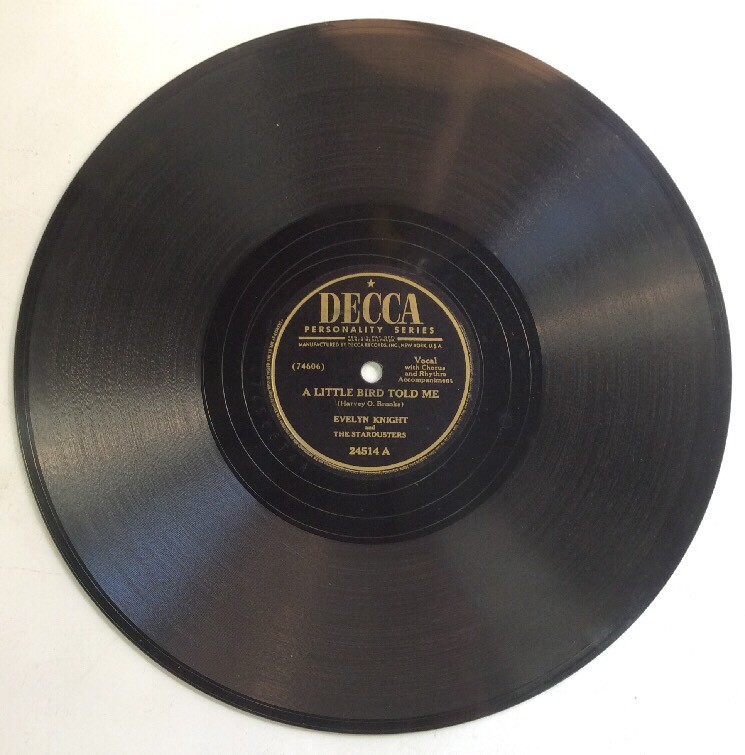 DECCA
PERSONALITY SERIES
MANUFACTURED BY DECCA RECORDS, INC., NEW YORK, U.S.A.
(74606)
Vocal
with Chorus
and Rhythm
Accompaniment
A LITTLE BIRD TOLD ME
(Harvey O. Brooks)
EVELYN KNIGHT
and
THE STARDUSTERS
24514 A